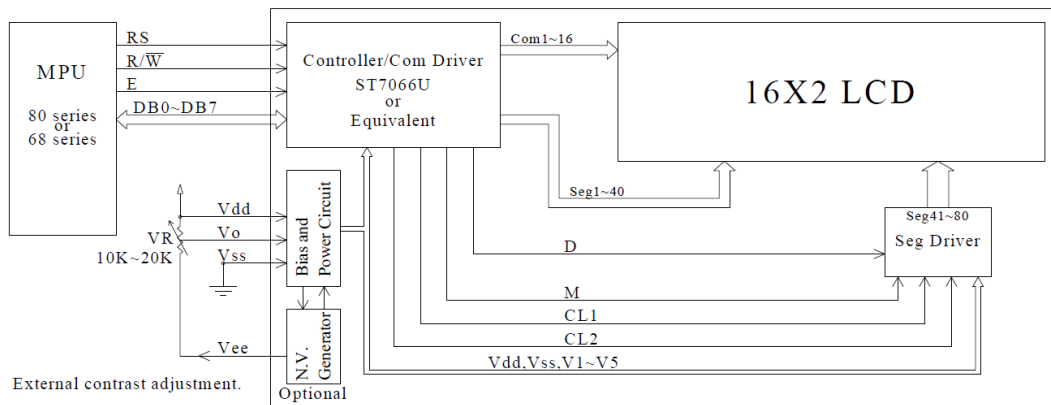 MPU
80 series
or
68 series
RS
R/W̅
E
DB0~DB7
Controller/Com Driver
ST7066U
or
Equivalent
Com1~16
16X2 LCD
Seg1~40
Seg41~80
Seg Driver
Vdd
Vo
Vss
VR
10K~20K
Bias and
Power Circuit
D
M
CL1
CL2
Vdd,Vss,V1~V5
Vee
N.V.
Generator
Optional
External contrast adjustment.